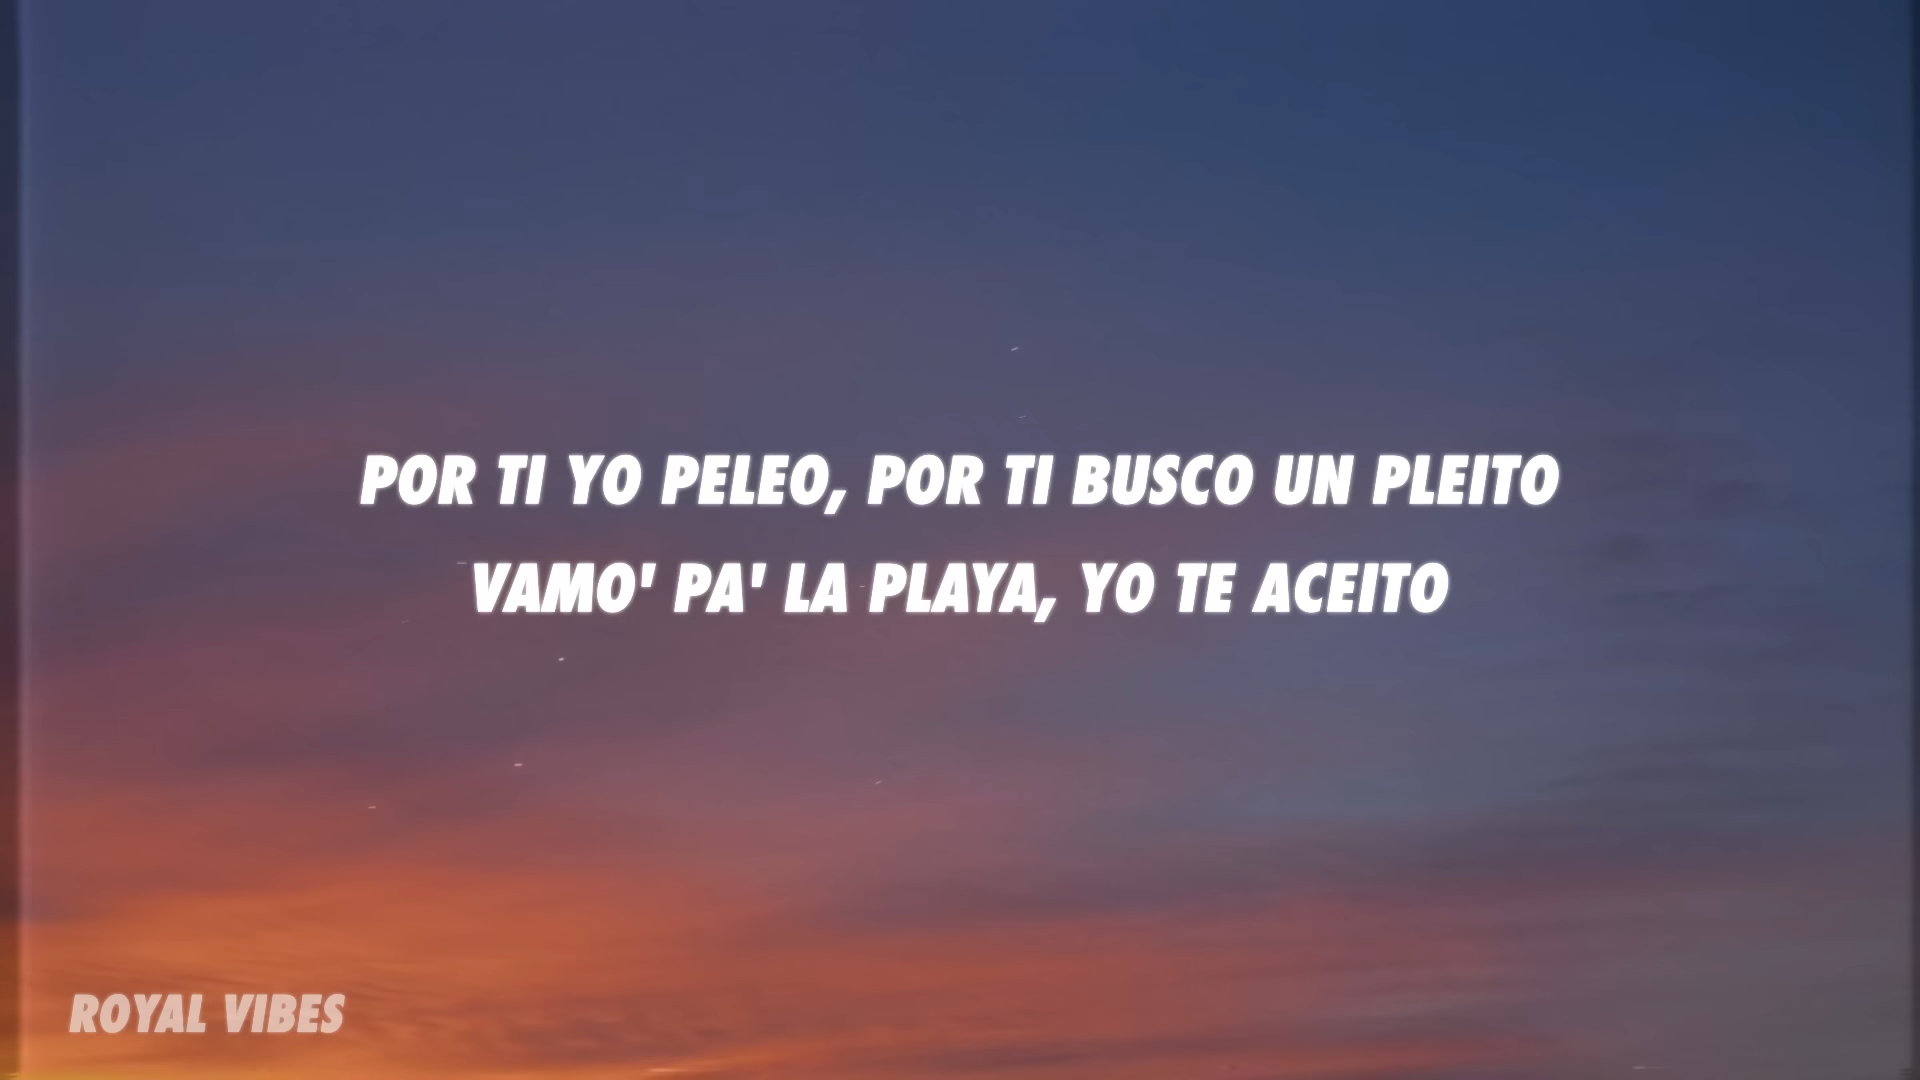 POR TI YO PELEO, POR TI BUSCO UN PLEITO
VAMO' PA' LA PLAYA, YO TE ACEITO
ROYAL VIBES